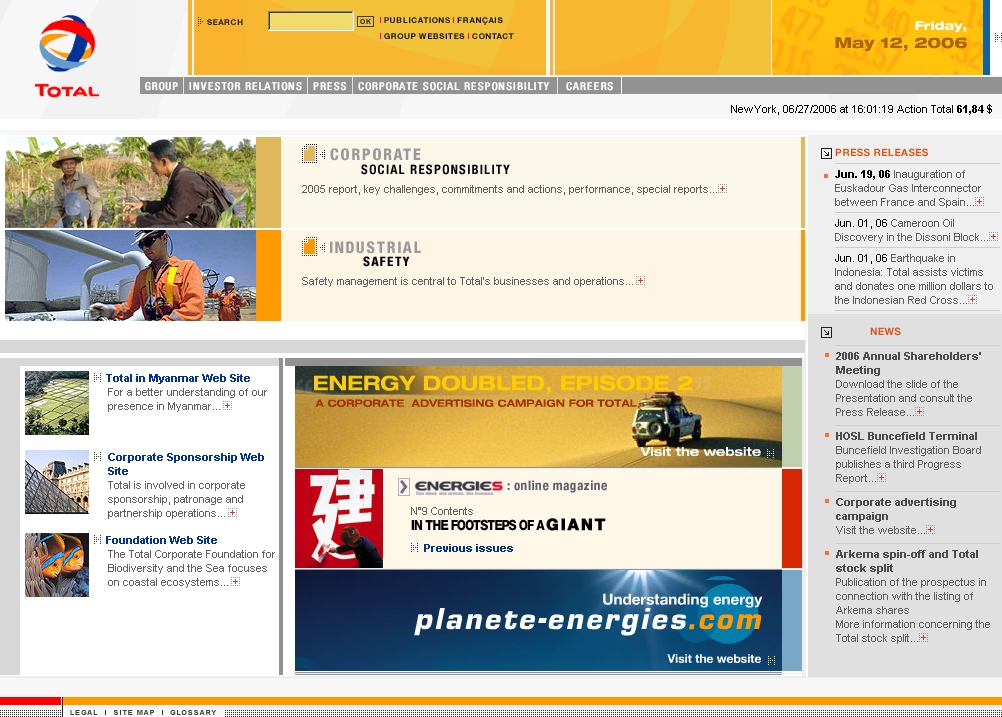 TOTAL
SEARCH
OK
PUBLICATIONS FRANÇAIS
GROUP WEBSITES CONTACT
Friday,
May 12, 2006
GROUP INVESTOR RELATIONS PRESS CORPORATE SOCIAL RESPONSIBILITY CAREERS
NewYork, 06/27/2006 at 16:01:19 Action Total 61,84 $
CORPORATE
SOCIAL RESPONSIBILITY
2005 report, key challenges, commitments and actions, performance, special reports...
INDUSTRIAL
SAFETY
Safety management is central to Total's businesses and operations...
PRESS RELEASES
Jun. 19, 06 Inauguration of
Euskadour Gas Interconnector
between France and Spain...
Jun. 01, 06 Cameroon Oil
Discovery in the Dissoni Block...
Jun. 01, 06 Earthquake in
Indonesia: Total assists victims
and donates one million dollars to
the Indonesian Red Cross...
NEWS
2006 Annual Shareholders'
Meeting
Download the slide of the
Presentation and consult the
Press Release...
HOSL Buncefield Terminal
Buncefield Investigation Board
publishes a third Progress
Report...
Corporate advertising
campaign
Visit the website...
Arkema spin-off and Total
stock split
Publication of the prospectus in
connection with the listing of
Arkema shares
More information concerning the
Total stock split...
Total in Myanmar Web Site
For a better understanding of our
presence in Myanmar...
Corporate Sponsorship Web
Site
Total is involved in corporate
sponsorship, patronage and
partnership operations...
Foundation Web Site
The Total Corporate Foundation for
Biodiversity and the Sea focuses
on coastal ecosystems...
ENERGY DOUBLED, EPISODE 2
A CORPORATE ADVERTISING CAMPAIGN FOR TOTAL
Visit the website
建
ENERGIES : online magazine
N°9 Contents
IN THE FOOTSTEPS OF A GIANT
Previous issues
Understanding energy
planete-energies.com
Visit the website
LEGAL I SITE MAP I GLOSSARY